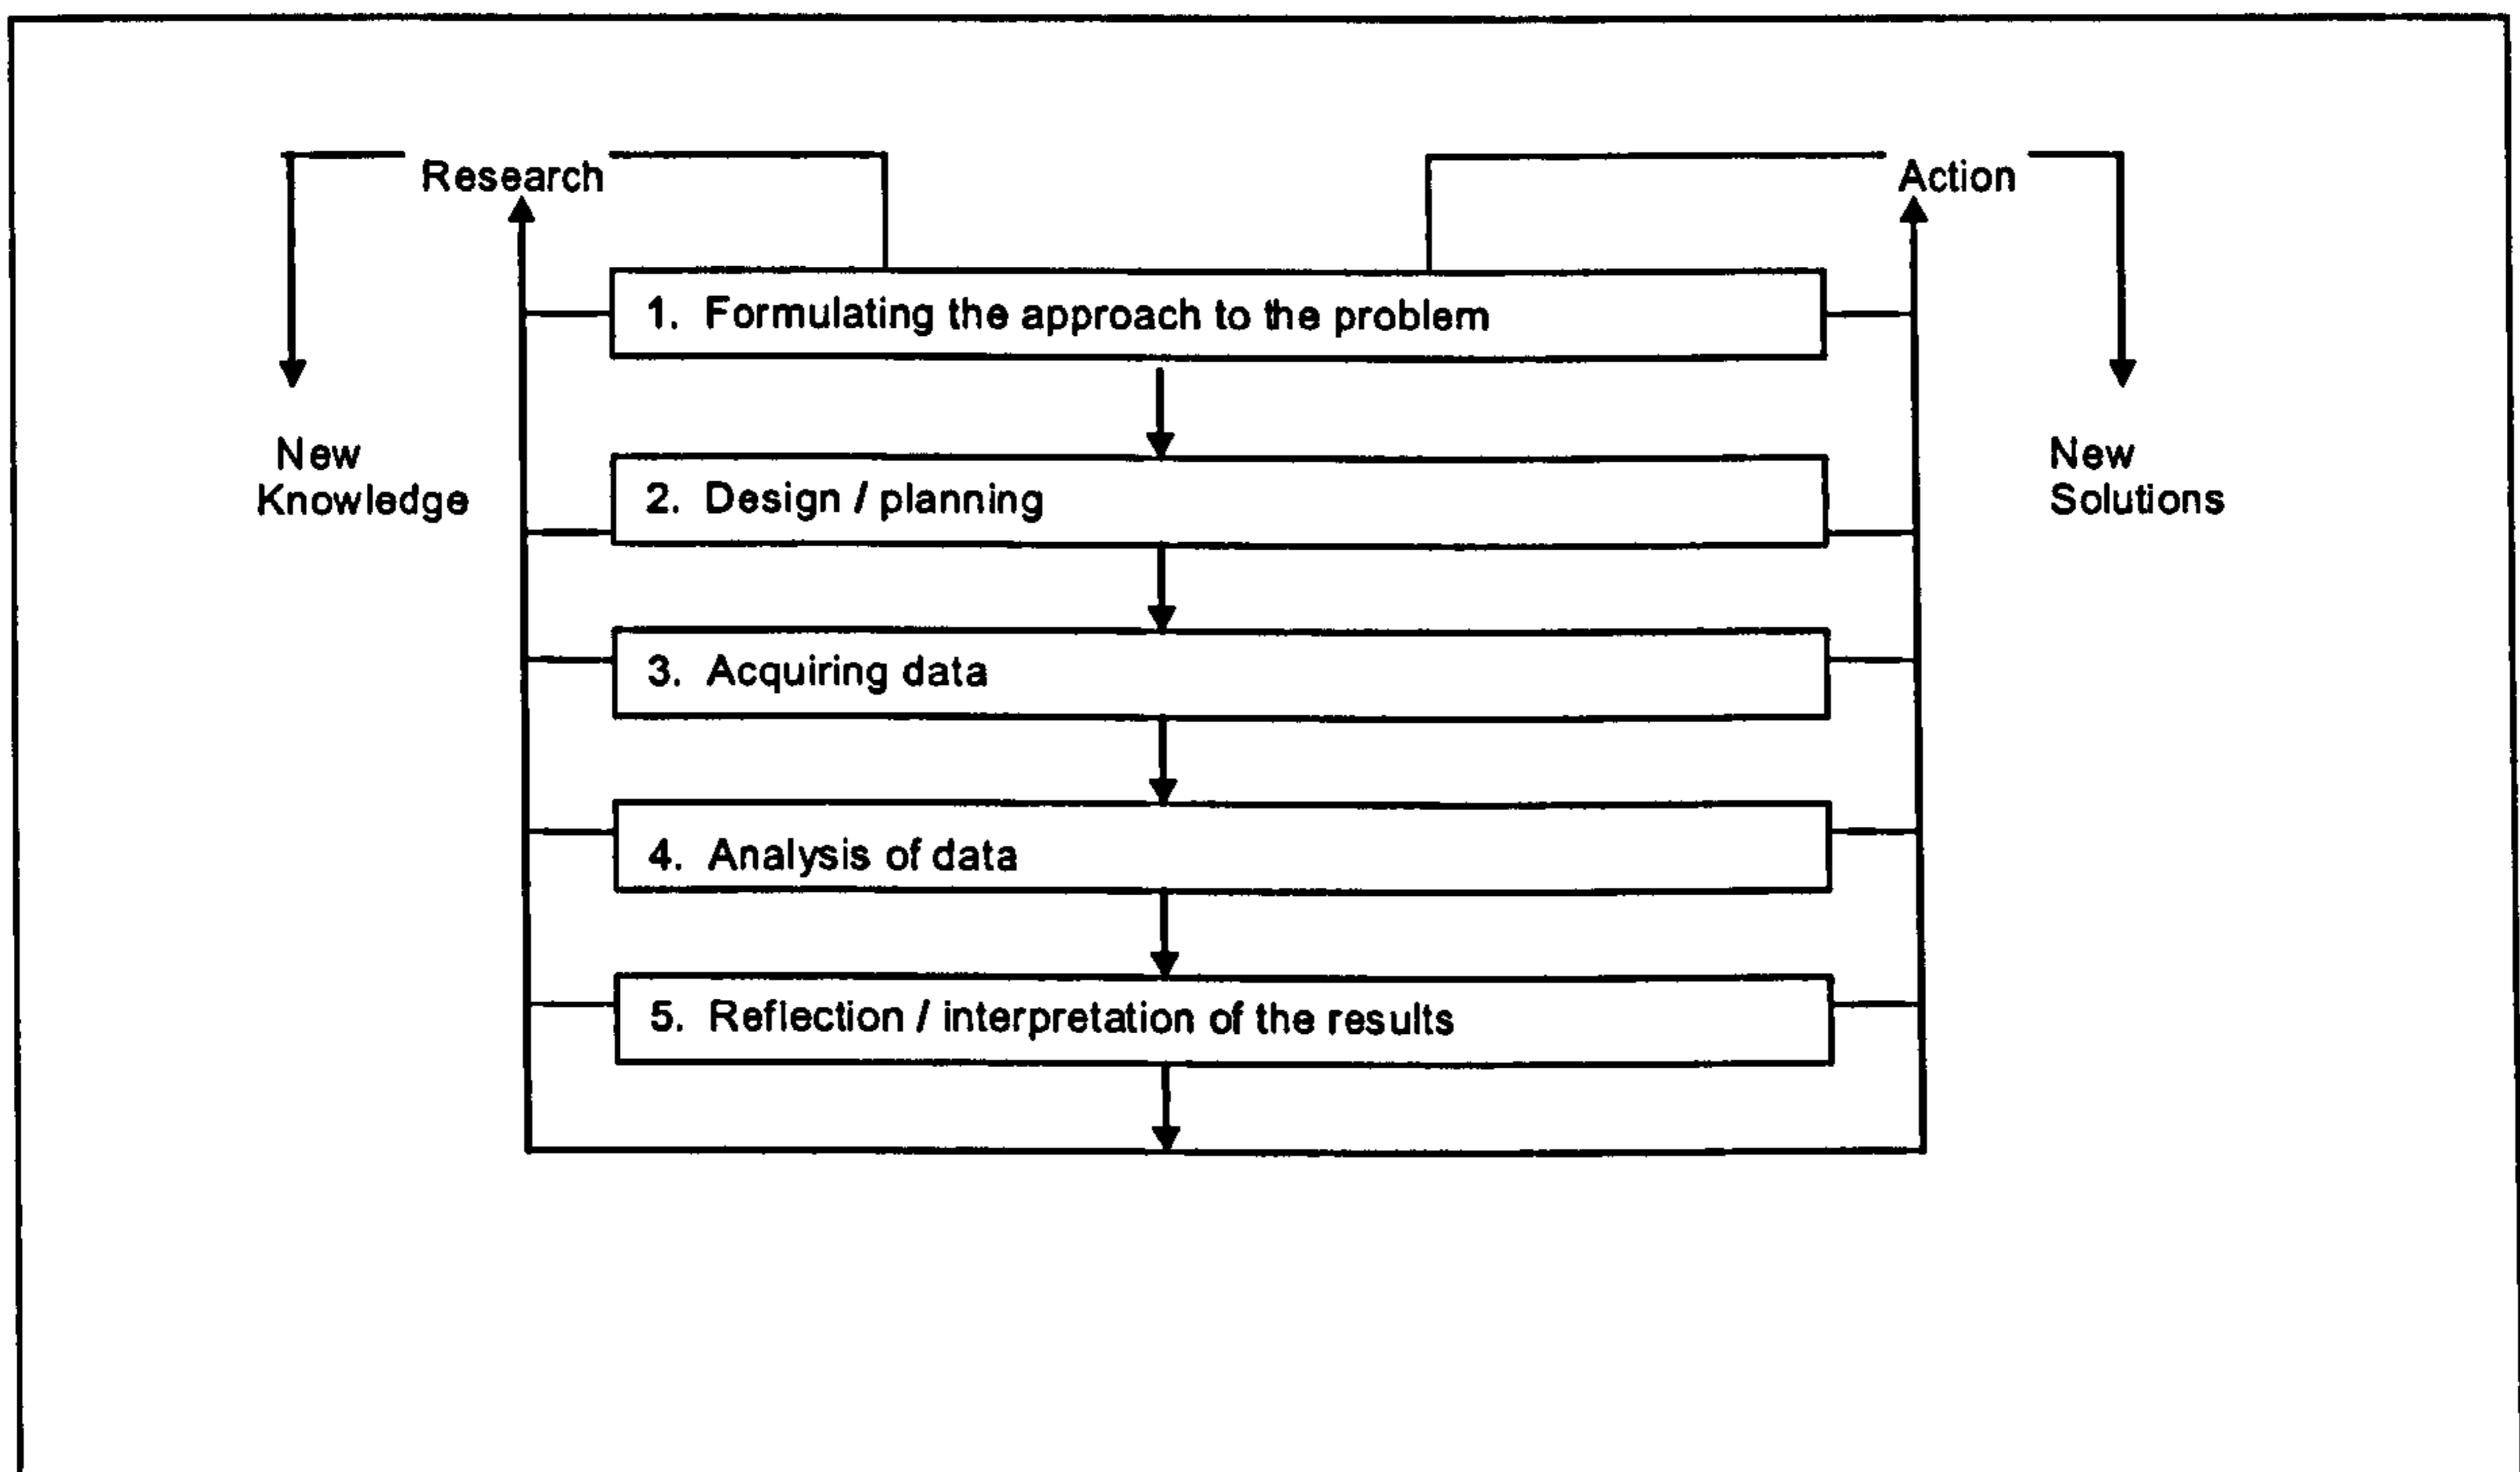 Research
Action
1. Formulating the approach to the problem
New
Knowledge
New
Solutions
2. Design / planning
3. Acquiring data
4. Analysis of data
5. Reflection / interpretation of the results